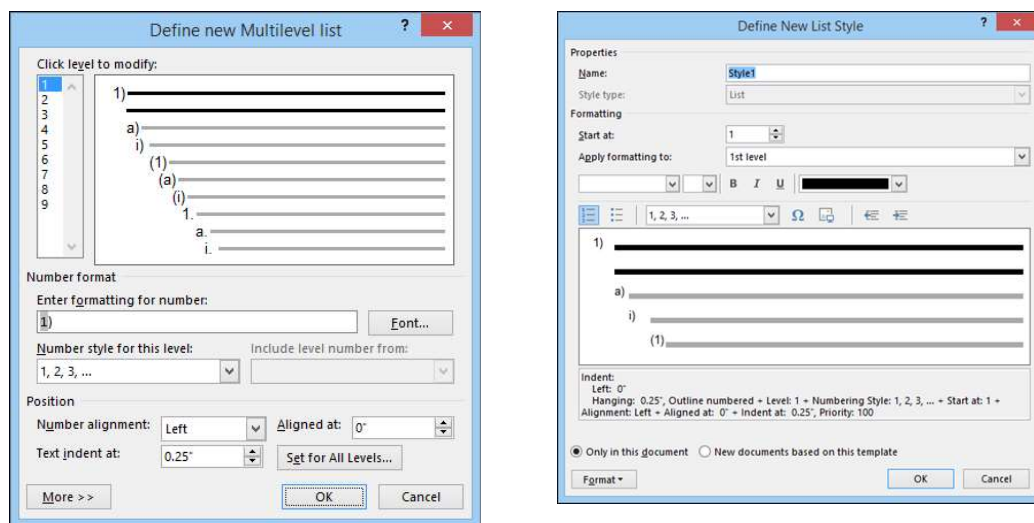 Define new Multilevel list ? ×
Click level to modify:
1
2
3
4
5
6
7
8
9
1)
a)
i)
(1)
(a)
(i)
1.
a.
i.
Number format
Enter formatting for number:
1)
Font...
Number style for this level:
Include level number from:
1, 2, 3, ...
Position
Number alignment: Left
Aligned at: 0"
Text indent at: 0.25"
Set for All Levels...
More >>
OK
Cancel
Define New List Style ? ×
Properties
Name: Style1
Style type: List
Formatting
Start at: 1
Apply formatting to: 1st level
B I U
1, 2, 3, ... Ω
1)
a)
i)
(1)
Indent:
Left: 0"
Hanging: 0.25", Outline numbered + Level: 1 + Numbering Style: 1, 2, 3, ... + Start at: 1 +
Alignment: Left + Aligned at: 0" + Indent at: 0.25", Priority: 100
Only in this document New documents based on this template
Format
OK
Cancel